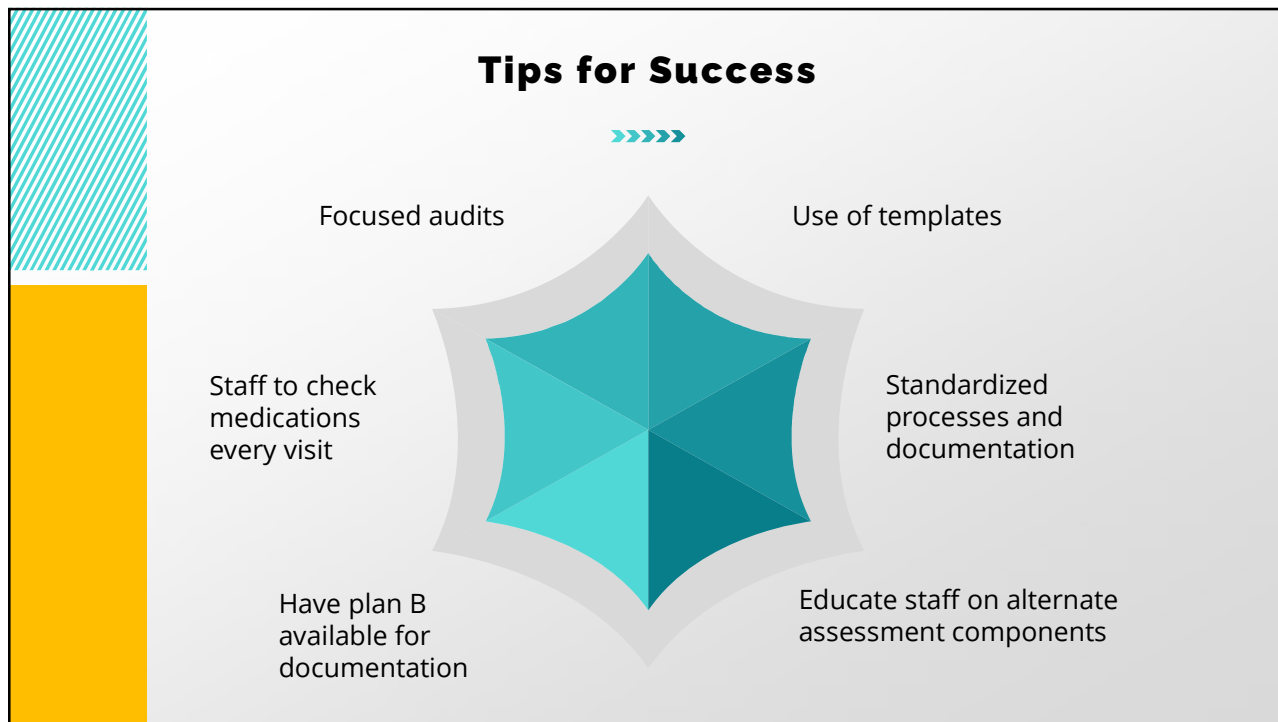 Tips for Success
Focused audits
Use of templates
Staff to check
medications
every visit
Standardized
processes and
documentation
Have plan B
available for
documentation
Educate staff on alternate
assessment components